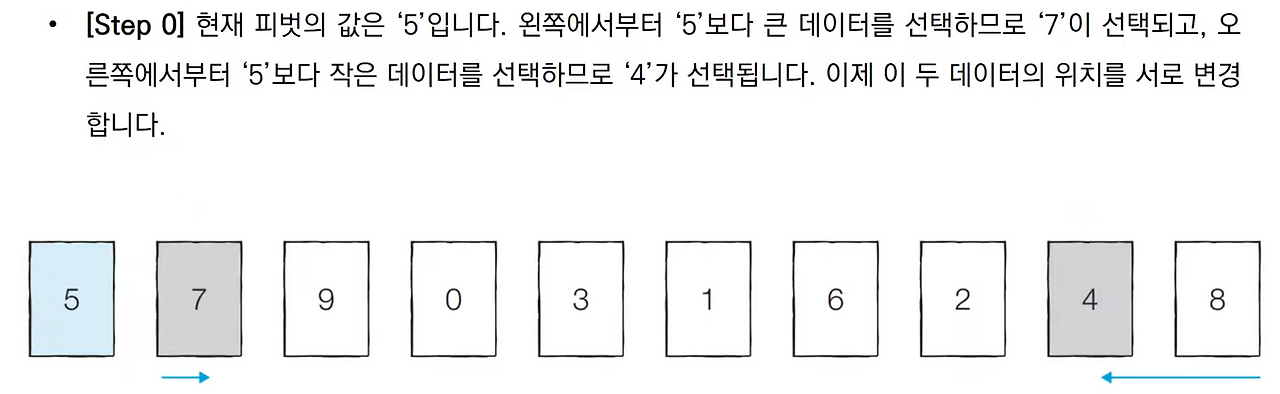 • [Step 0] 현재 피벗의 값은 ‘5’입니다. 왼쪽에서부터 ‘5’보다 큰 데이터를 선택하므로 ‘7’이 선택되고, 오
른쪽에서부터 ‘5’보다 작은 데이터를 선택하므로 ‘4’가 선택됩니다. 이제 이 두 데이터의 위치를 서로 변경
합니다.
5 7 9 0 3 1 6 2 4 8